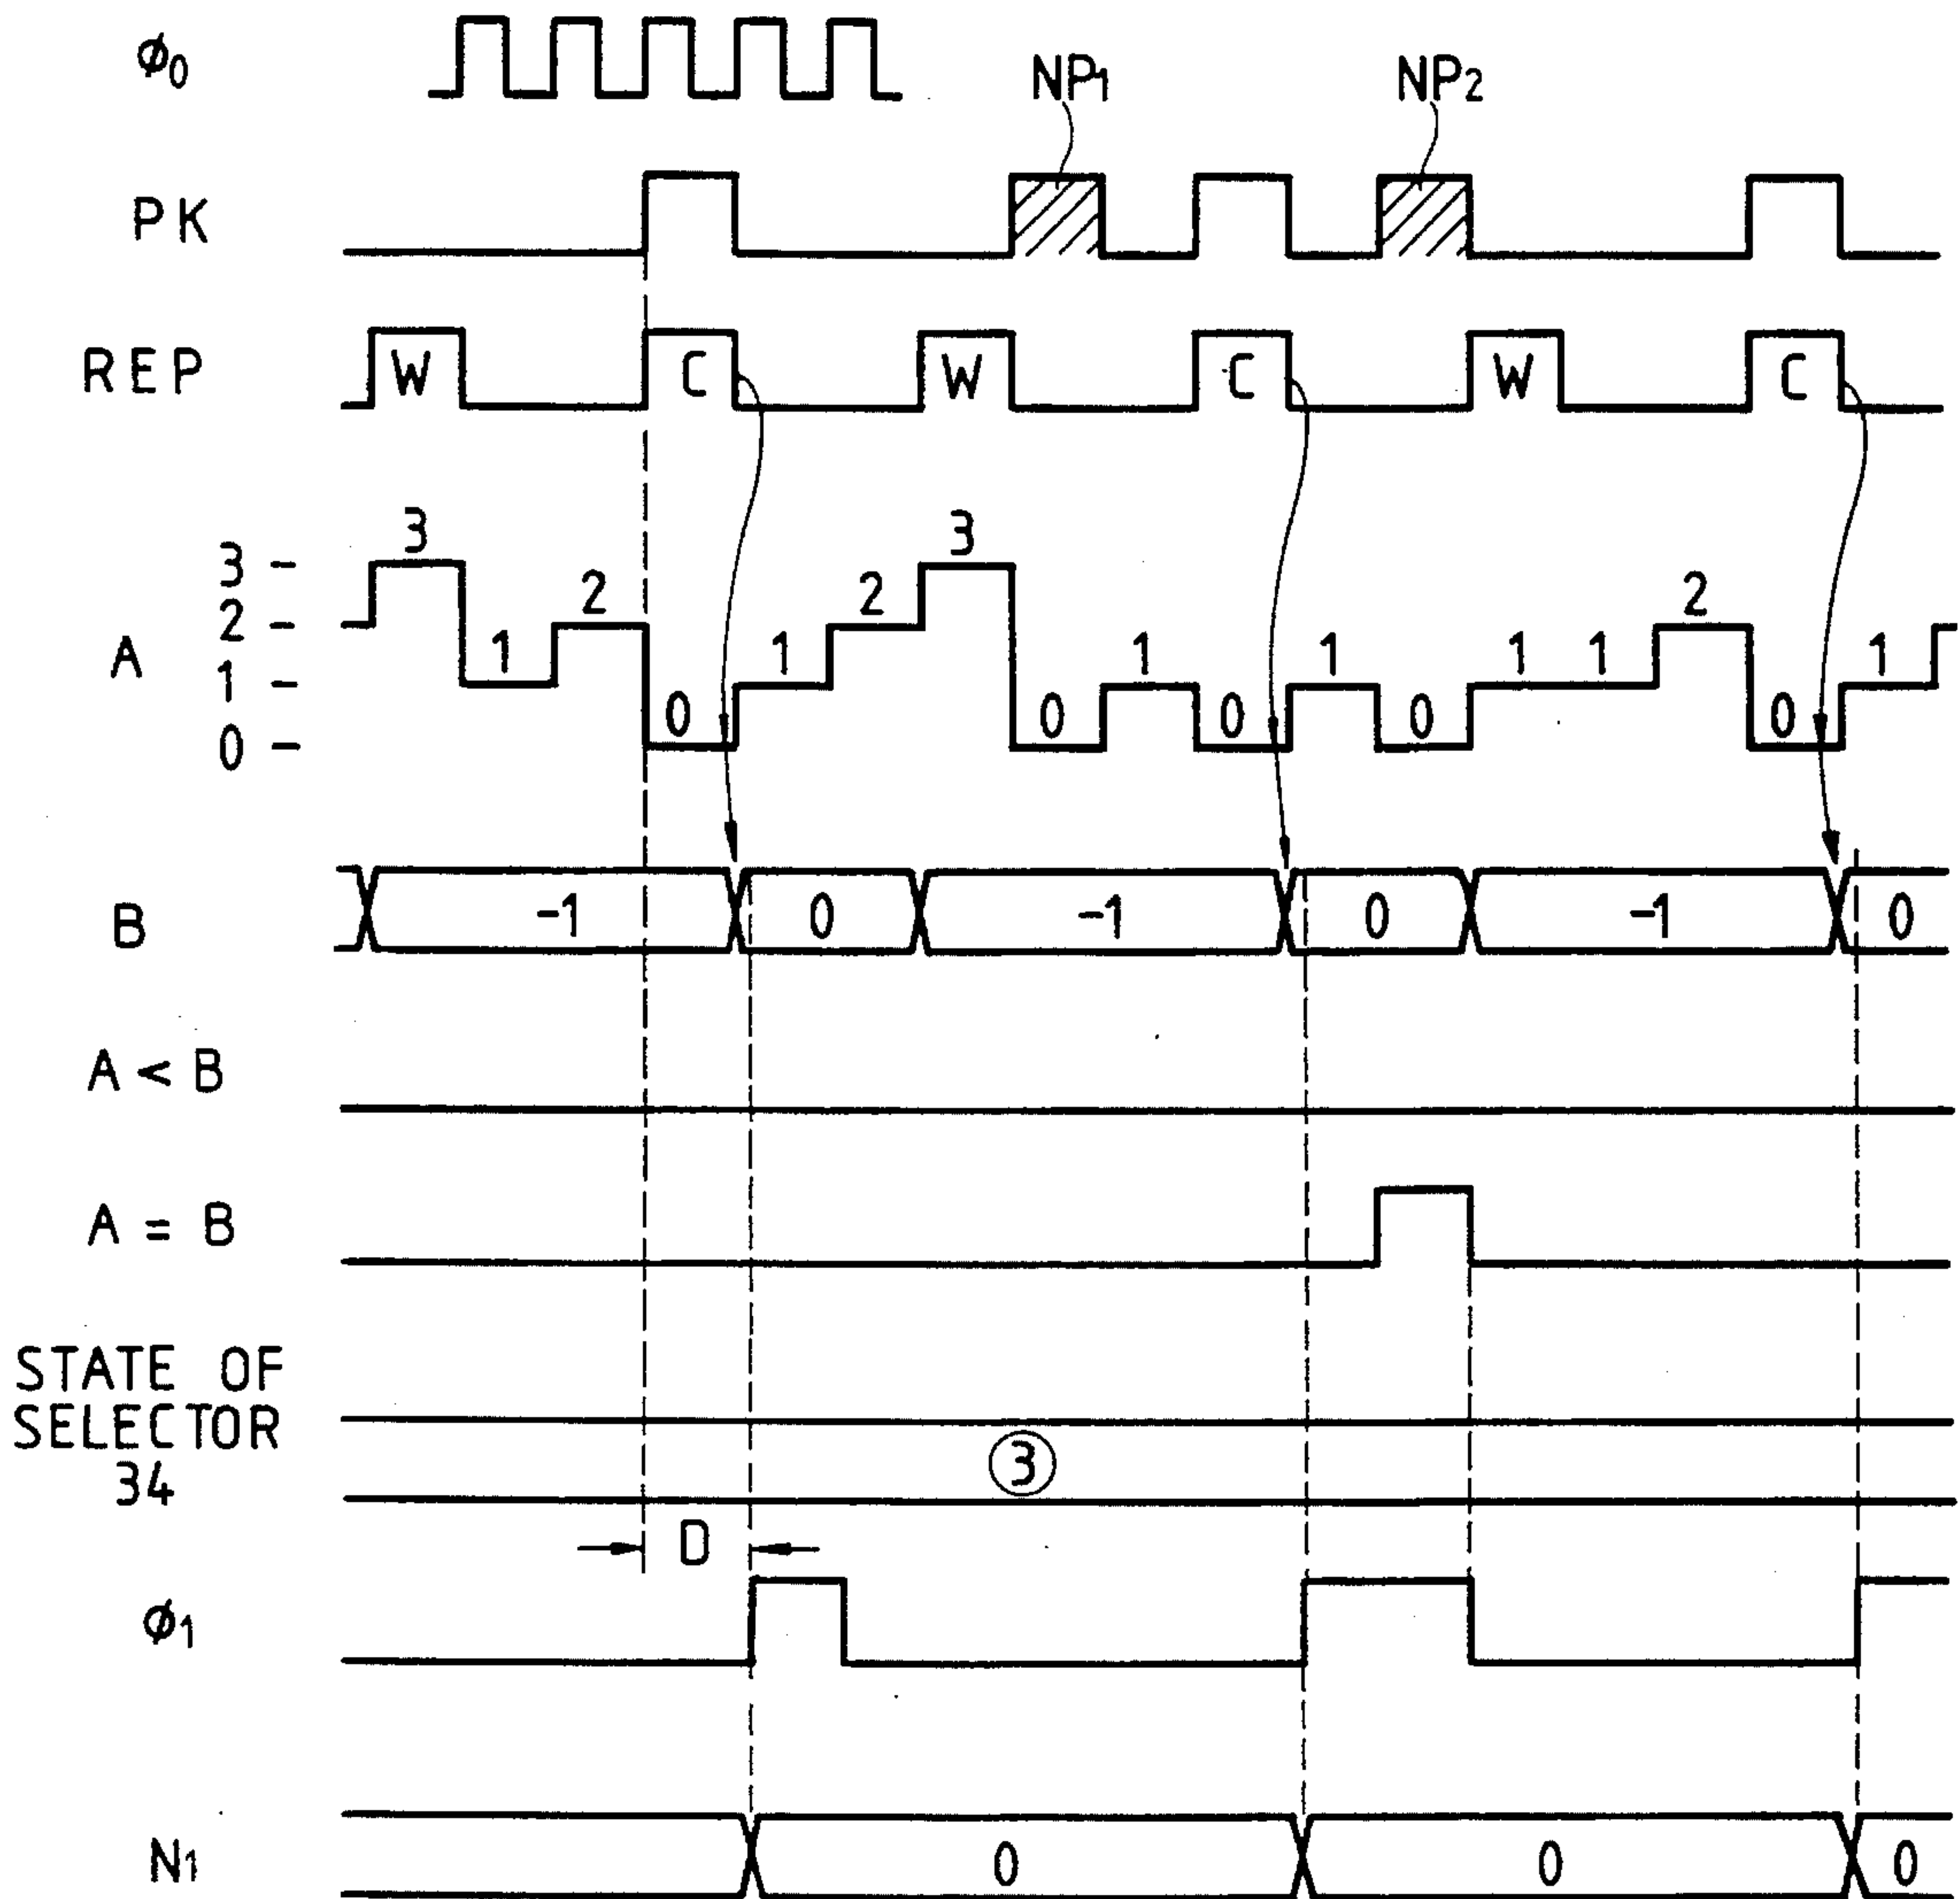 ϕ0
NP1 NP2
PK
REP W C W C W C
3 3
3 –
2 2 2
2 –
A 1 1 1 1 1 1 1
1 –
0 0 0 0 0
0 –
B -1 0 -1 0 -1 0
A < B
A = B
STATE OF
SELECTOR
34
③
D
ϕ1
N1 0 0 0